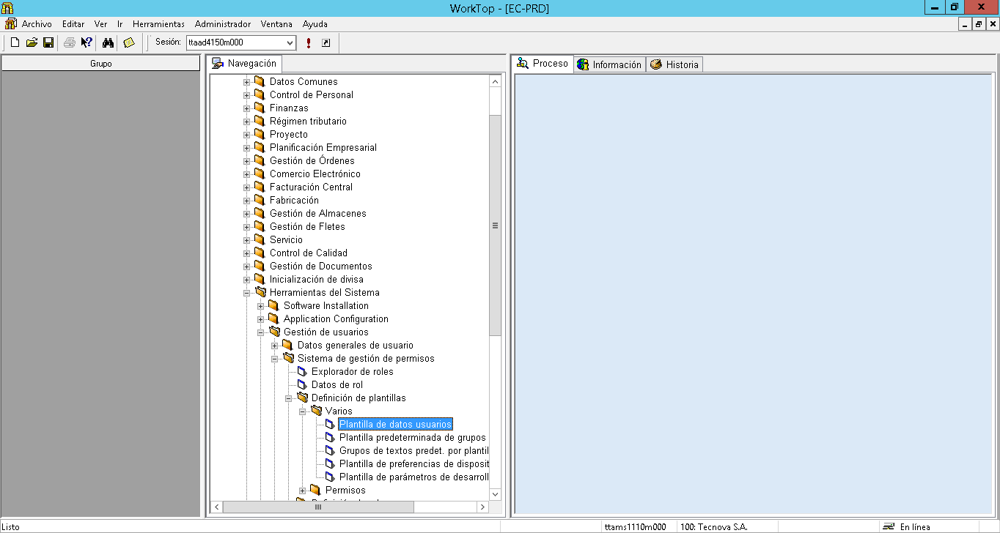 WorkTop - [EC-PRD]
Archivo Editar Ver Ir Herramientas Administrador Ventana Ayuda
Sesión: ttaad4150m000
Grupo
Navegación
Datos Comunes
Control de Personal
Finanzas
Régimen tributario
Proyecto
Planificación Empresarial
Gestión de Órdenes
Comercio Electrónico
Facturación Central
Fabricación
Gestión de Almacenes
Gestión de Fletes
Servicio
Control de Calidad
Gestión de Documentos
Inicialización de divisa
Herramientas del Sistema
Software Installation
Application Configuration
Gestión de usuarios
Datos generales de usuario
Sistema de gestión de permisos
Explorador de roles
Datos de rol
Definición de plantillas
Varios
Plantilla de datos usuarios
Plantilla predeterminada de grupos
Grupos de textos predet. por plantil
Plantilla de preferencias de disposit
Plantilla de parámetros de desarroll
Permisos
Proceso Información Historia
Listo ttams1110m000 100: Tecnova S.A. En línea